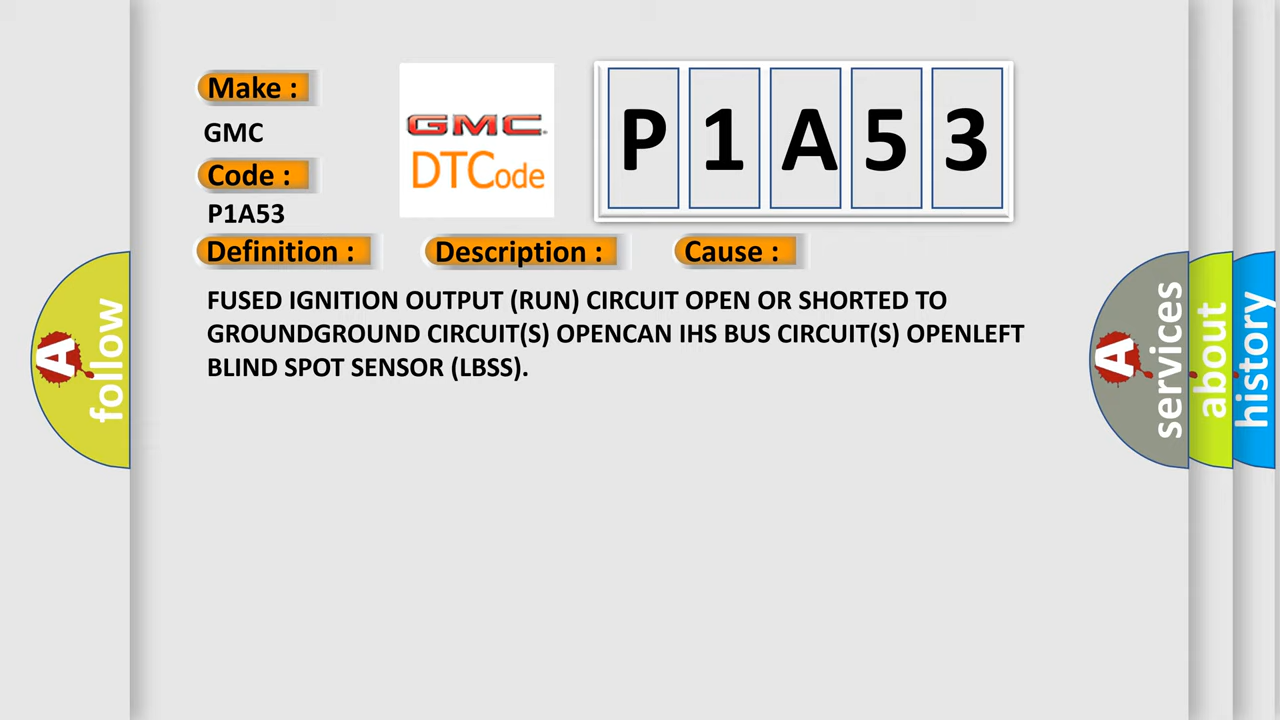 Make :
GMC
Code :
P1A53
GMC
DTCode
P 1 A 5 3
Definition : Description : Cause :
FUSED IGNITION OUTPUT (RUN) CIRCUIT OPEN OR SHORTED TO
GROUNDGROUND CIRCUIT(S) OPENCAN IHS BUS CIRCUIT(S) OPENLEFT
BLIND SPOT SENSOR (LBSS).
A follow
A services
about
history